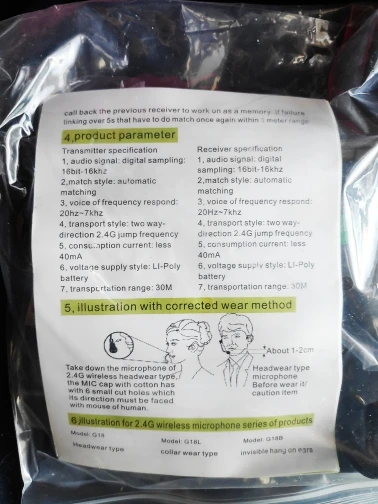 call back the previous receiver to work on as a memory. if failure
linking over 5s that have to do match once again within 1 meter range
4,product parameter
Transmitter specification
1, audio signal: digital sampling:
16bit-16khz
2,match style: automatic
matching
3, voice of frequency respond:
20hz~7khz
4, transport style: two way-
direction 2.4G jump frequency
5, consumption current: less
40mA
6, voltage supply style: LI-Poly
battery
7, transportation range: 30M
Receiver specification
1, audio signal: digital
sampling: 16bit-16khz
2,match style: automatic
matching
3, voice of frequency respond:
20Hz~7khz
4, transport style: two way-
direction 2.4G jump frequency
5, consumption current: less
40mA
6, voltage supply style: LI-Poly
battery
7, transportation range: 30M
5, illustration with corrected wear method
Take down the microphone of
2.4G wireless headwear type,
the MIC cap with cotton has
with 6 small cut holes which
its direction must be faced
with mouse of human.
About 1-2cm
Headwear type
microphone
Before wear it/
caution item
6,illustration for 2.4G wireless microphone series of products
Model: G18
Headwear type
Model: G18L
collar wear type
Model: G18B
invisible hang on ears